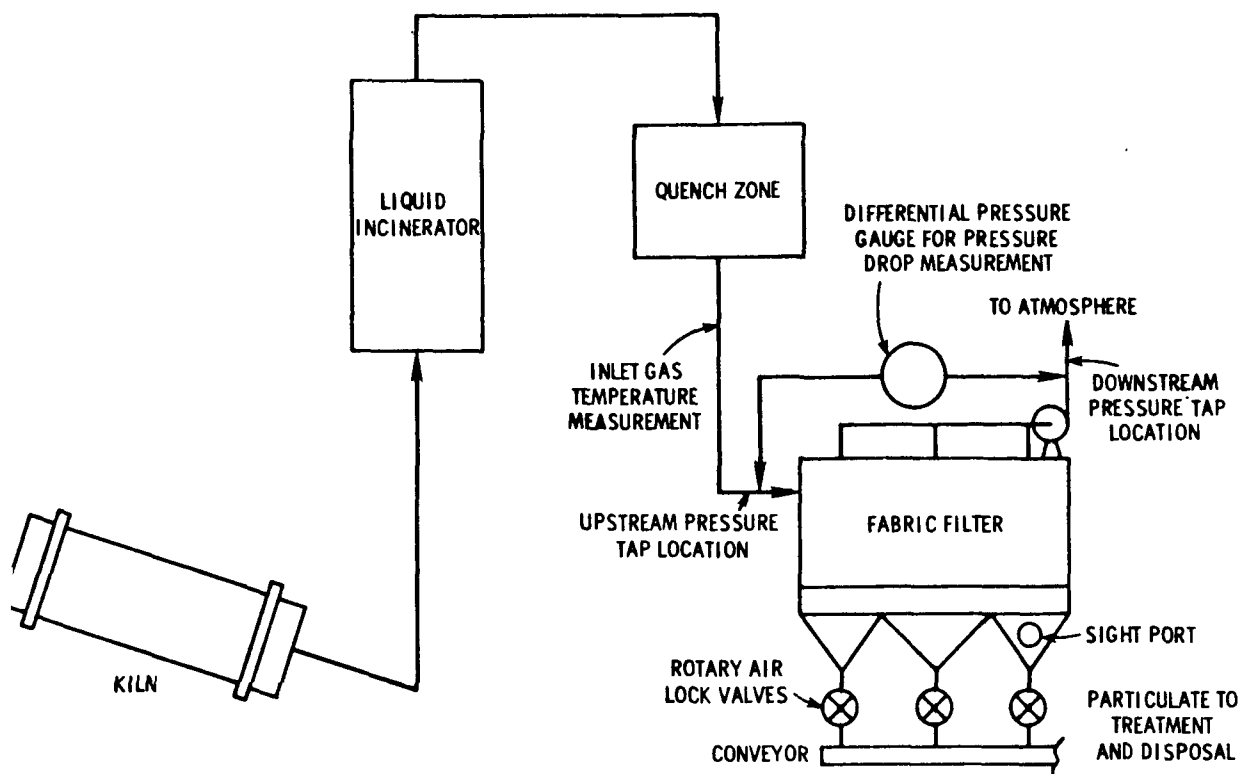 LIQUID
INCINERATOR
QUENCH ZONE
DIFFERENTIAL PRESSURE
GAUGE FOR PRESSURE
DROP MEASUREMENT
TO ATMOSPHERE
INLET GAS
TEMPERATURE
MEASUREMENT
DOWNSTREAM
PRESSURE TAP
LOCATION
UPSTREAM PRESSURE
TAP LOCATION
FABRIC FILTER
SIGHT PORT
KILN
ROTARY AIR
LOCK VALVES
PARTICULATE TO
TREATMENT
AND DISPOSAL
CONVEYOR